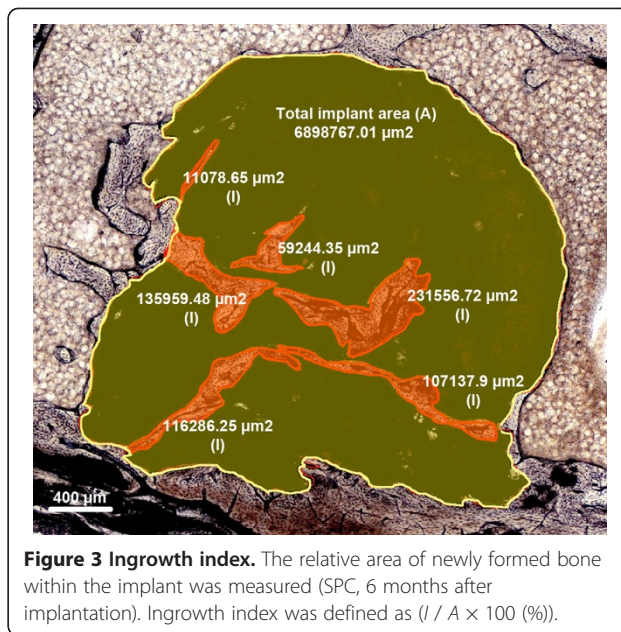 Total implant area (A)
6898767.01 µm2
11078.65 µm2
(I)
59244.35 µm2
(I)
135959.48 µm2
(I)
231556.72 µm2
(I)
107137.9 µm2
(I)
116286.25 µm2
(I)
400 µm
Figure 3 Ingrowth index. The relative area of newly formed bone
within the implant was measured (SPC, 6 months after
implantation). Ingrowth index was defined as (I / A × 100 (%)).